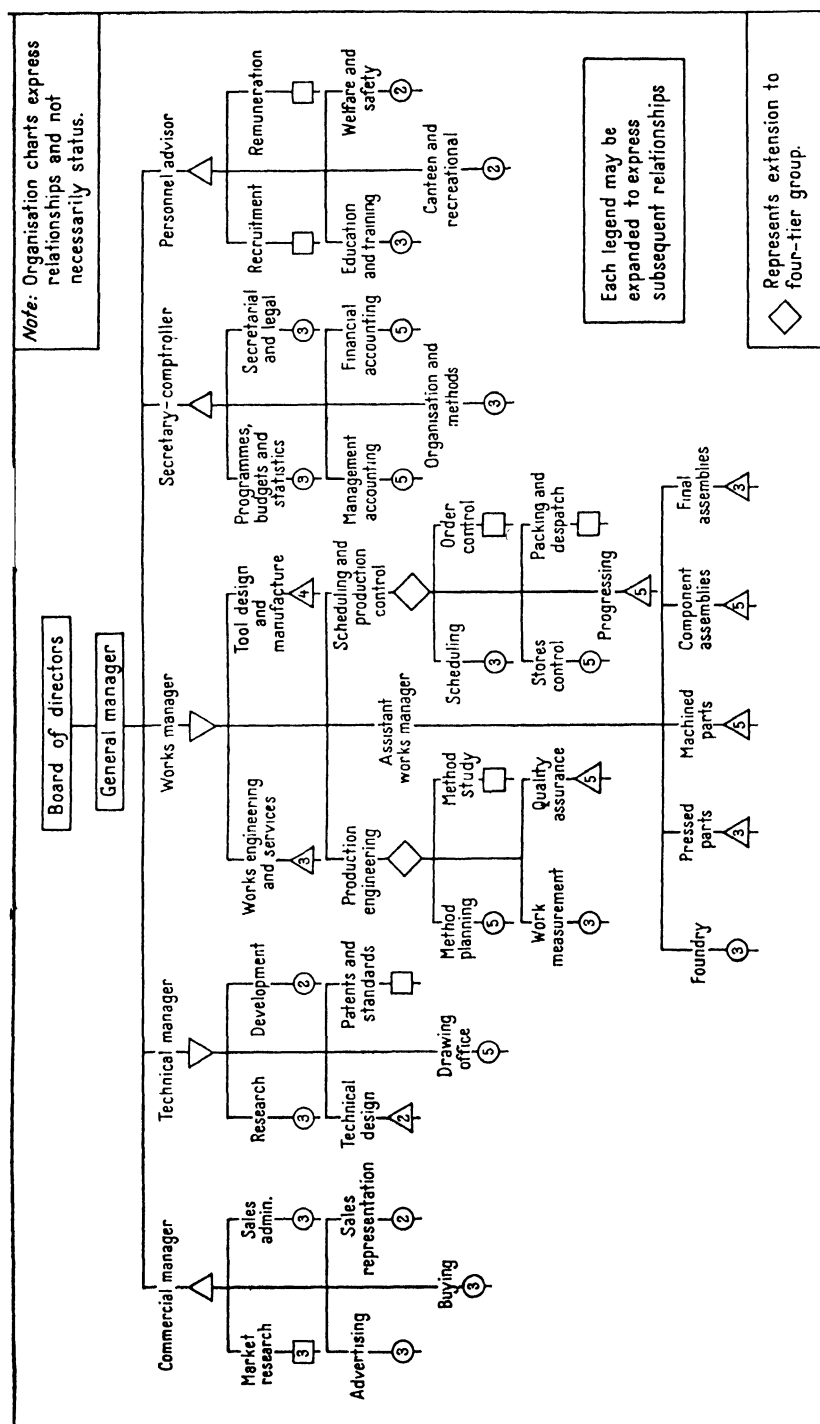 Board of directors
General manager
Note: Organisation charts express
relationships and not
necessarily status.
Commercial manager
Technical manager
Works manager
Secretary-comptroller
Personnel advisor
Market
research
3
Sales
admin.
3
Advertising
3
Sales
representation
2
Buying
3
Research
3
Development
2
Technical
design
2
Patents and
standards
Drawing
office
5
Works engineering
and services
3
Tool design
and
manufacture
4
Production
engineering
Scheduling and
production
control
Assistant
works manager
Method
planning
5
Method
study
Work
measurement
3
Quality
assurance
5
Scheduling
3
Order
control
Stores
control
5
Packing and
despatch
Progressing
5
Foundry
3
Pressed
parts
3
Machined
parts
5
Component
assemblies
5
Final
assemblies
3
Programmes,
budgets and
statistics
3
Secretarial
and legal
3
Management
accounting
5
Financial
accounting
5
Organisation and
methods
3
Recruitment
Remuneration
Education
and training
3
Welfare and
safety
2
Canteen and
recreational
2
Each legend may be
expanded to express
subsequent relationships
Represents extension to
four-tier group.